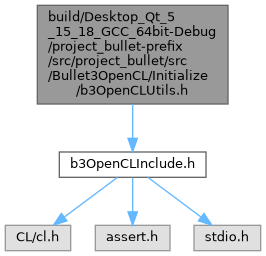 build/Desktop_Qt_5
_15_18_GCC_64bit-Debug
/project_bullet-prefix
/src/project_bullet/src
/Bullet3OpenCL/Initialize
/b3OpenCLUtils.h
b3OpenCLInclude.h
CL/cl.h
assert.h
stdio.h